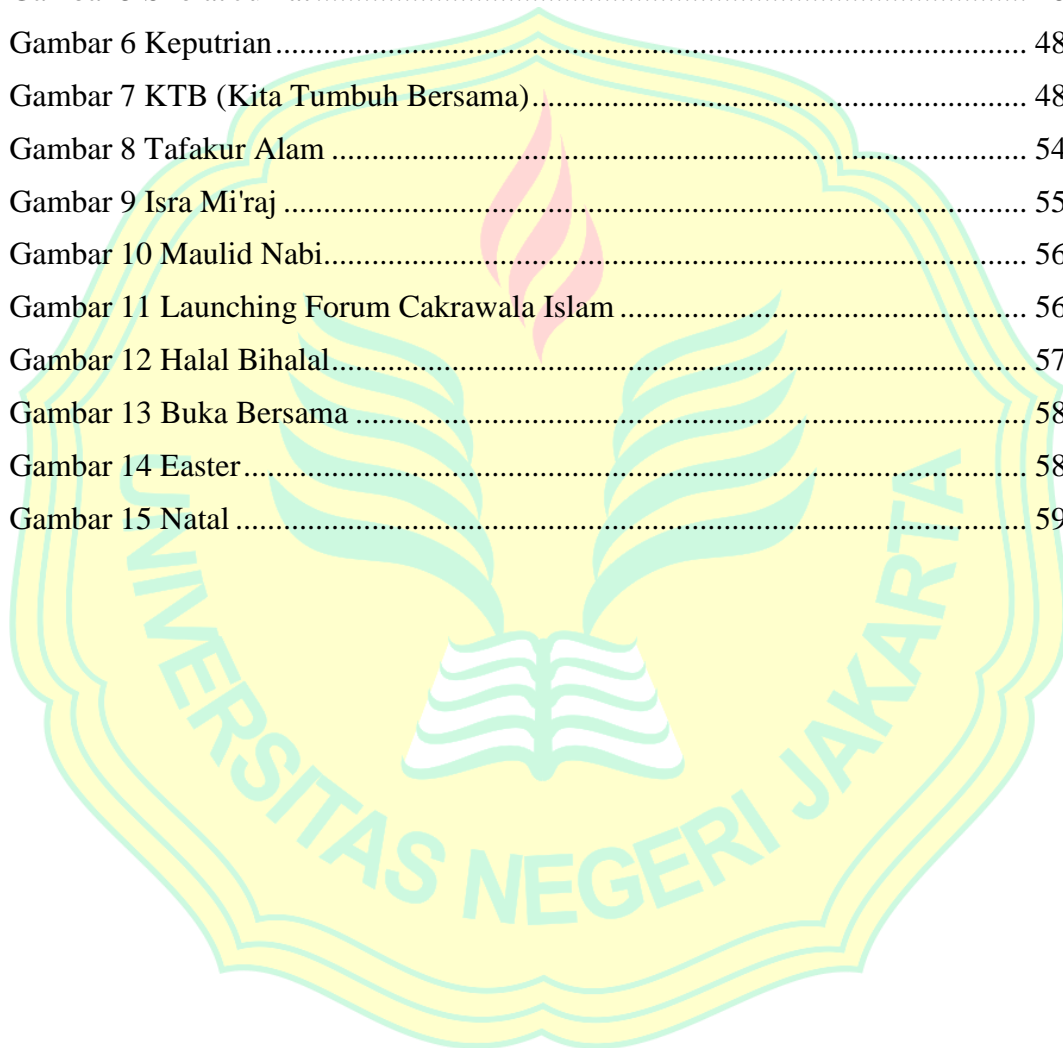 Gambar 6 Keputrian.............................................................................................. 48
Gambar 7 KTB (Kita Tumbuh Bersama).............................................................. 48
Gambar 8 Tafakur Alam ....................................................................................... 54
Gambar 9 Isra Mi'raj ............................................................................................. 55
Gambar 10 Maulid Nabi........................................................................................ 56
Gambar 11 Launching Forum Cakrawala Islam ................................................... 56
Gambar 12 Halal Bihalal....................................................................................... 57
Gambar 13 Buka Bersama .................................................................................... 58
Gambar 14 Easter.................................................................................................. 58
Gambar 15 Natal ................................................................................................... 59
UNIVERSITAS NEGERI JAKARTA